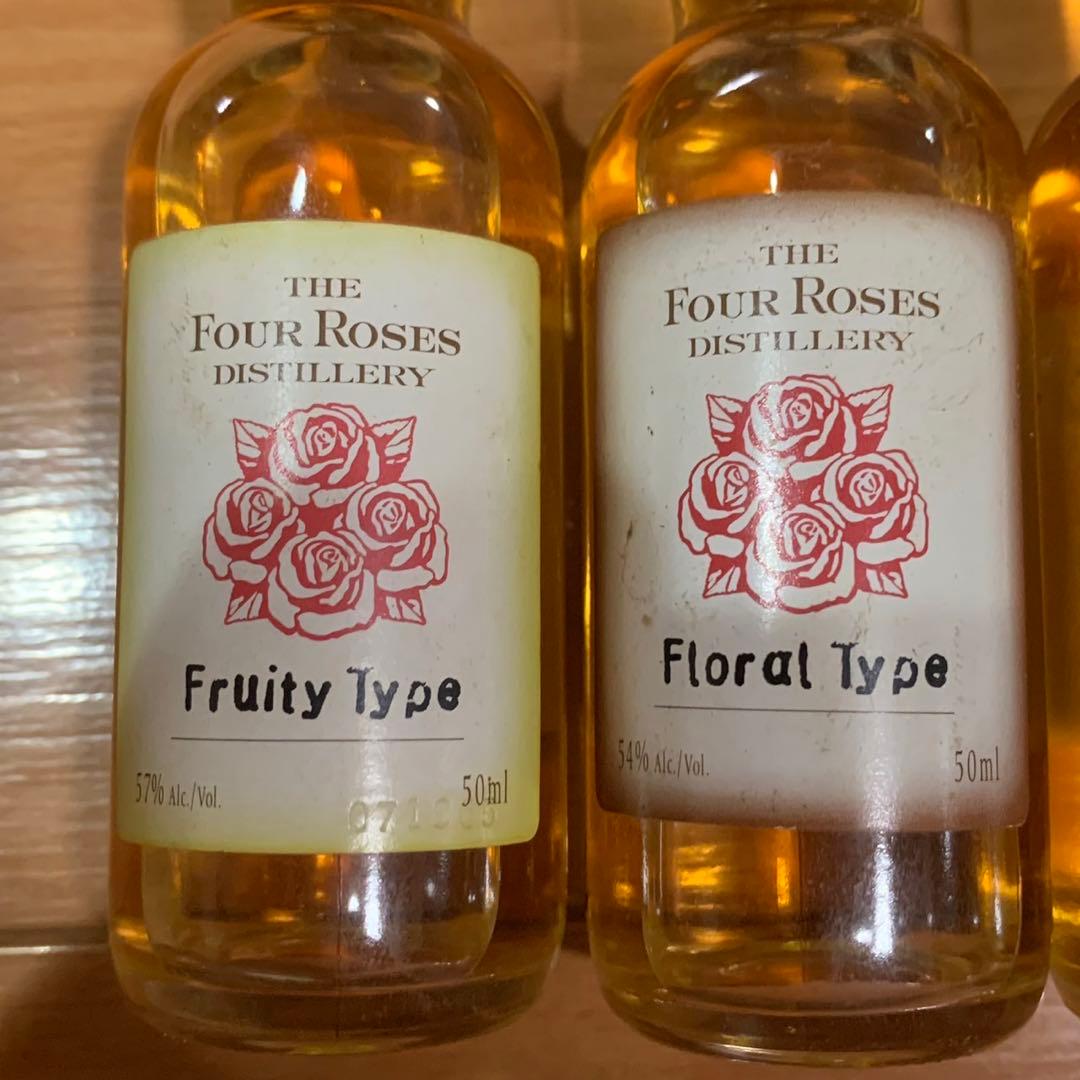 THE
FOUR ROSES
DISTILLERY
Fruity Type
57% Alc./Vol.
50ml
THE
FOUR ROSES
DISTILLERY
Floral Type
54% Alc./Vol.
50ml